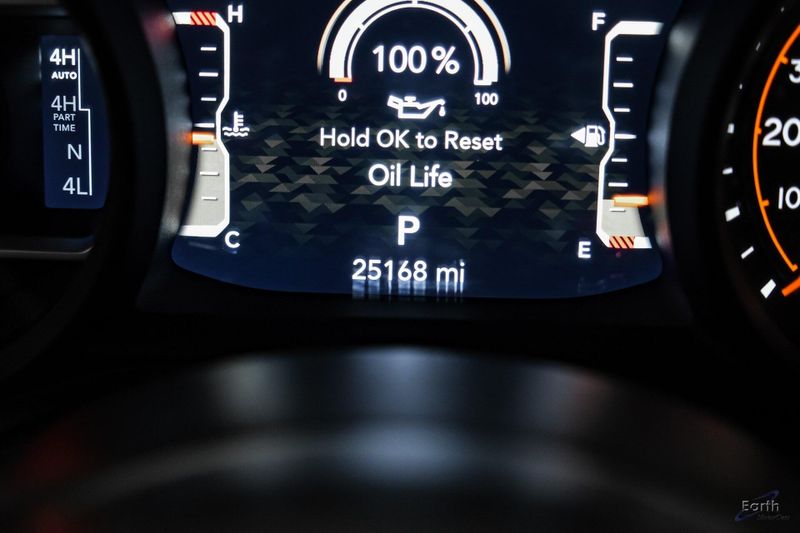 4H
AUTO
4H
PART
TIME
N
4L
H
C
100%
0 100
Hold OK to Reset
Oil Life
P
25168 mi
F
E
20
10
Earth
MotorCars